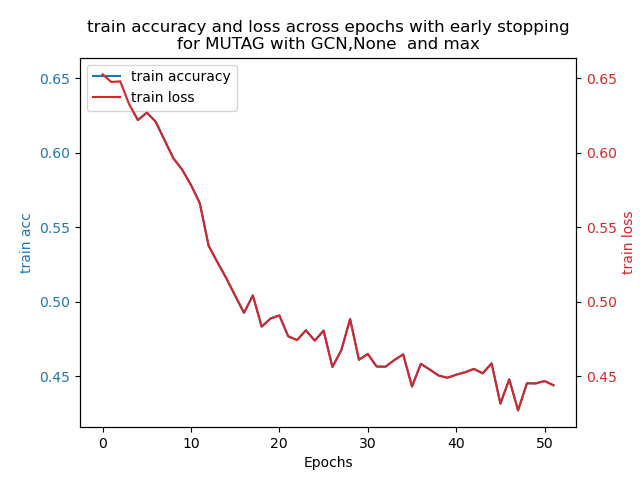 train accuracy and loss across epochs with early stopping
for MUTAG with GCN,None  and max
train accuracy
train loss
0.65
0.60
0.55
0.50
0.45
train acc
0.65
0.60
0.55
0.50
0.45
train loss
0
10
20
30
40
50
Epochs